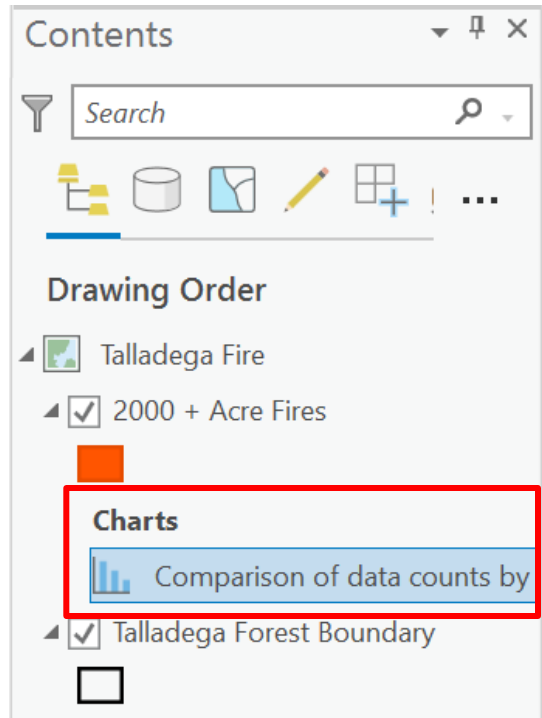 Contents
Search
Drawing Order
Talladega Fire
2000 + Acre Fires
Charts
Comparison of data counts by
Talladega Forest Boundary